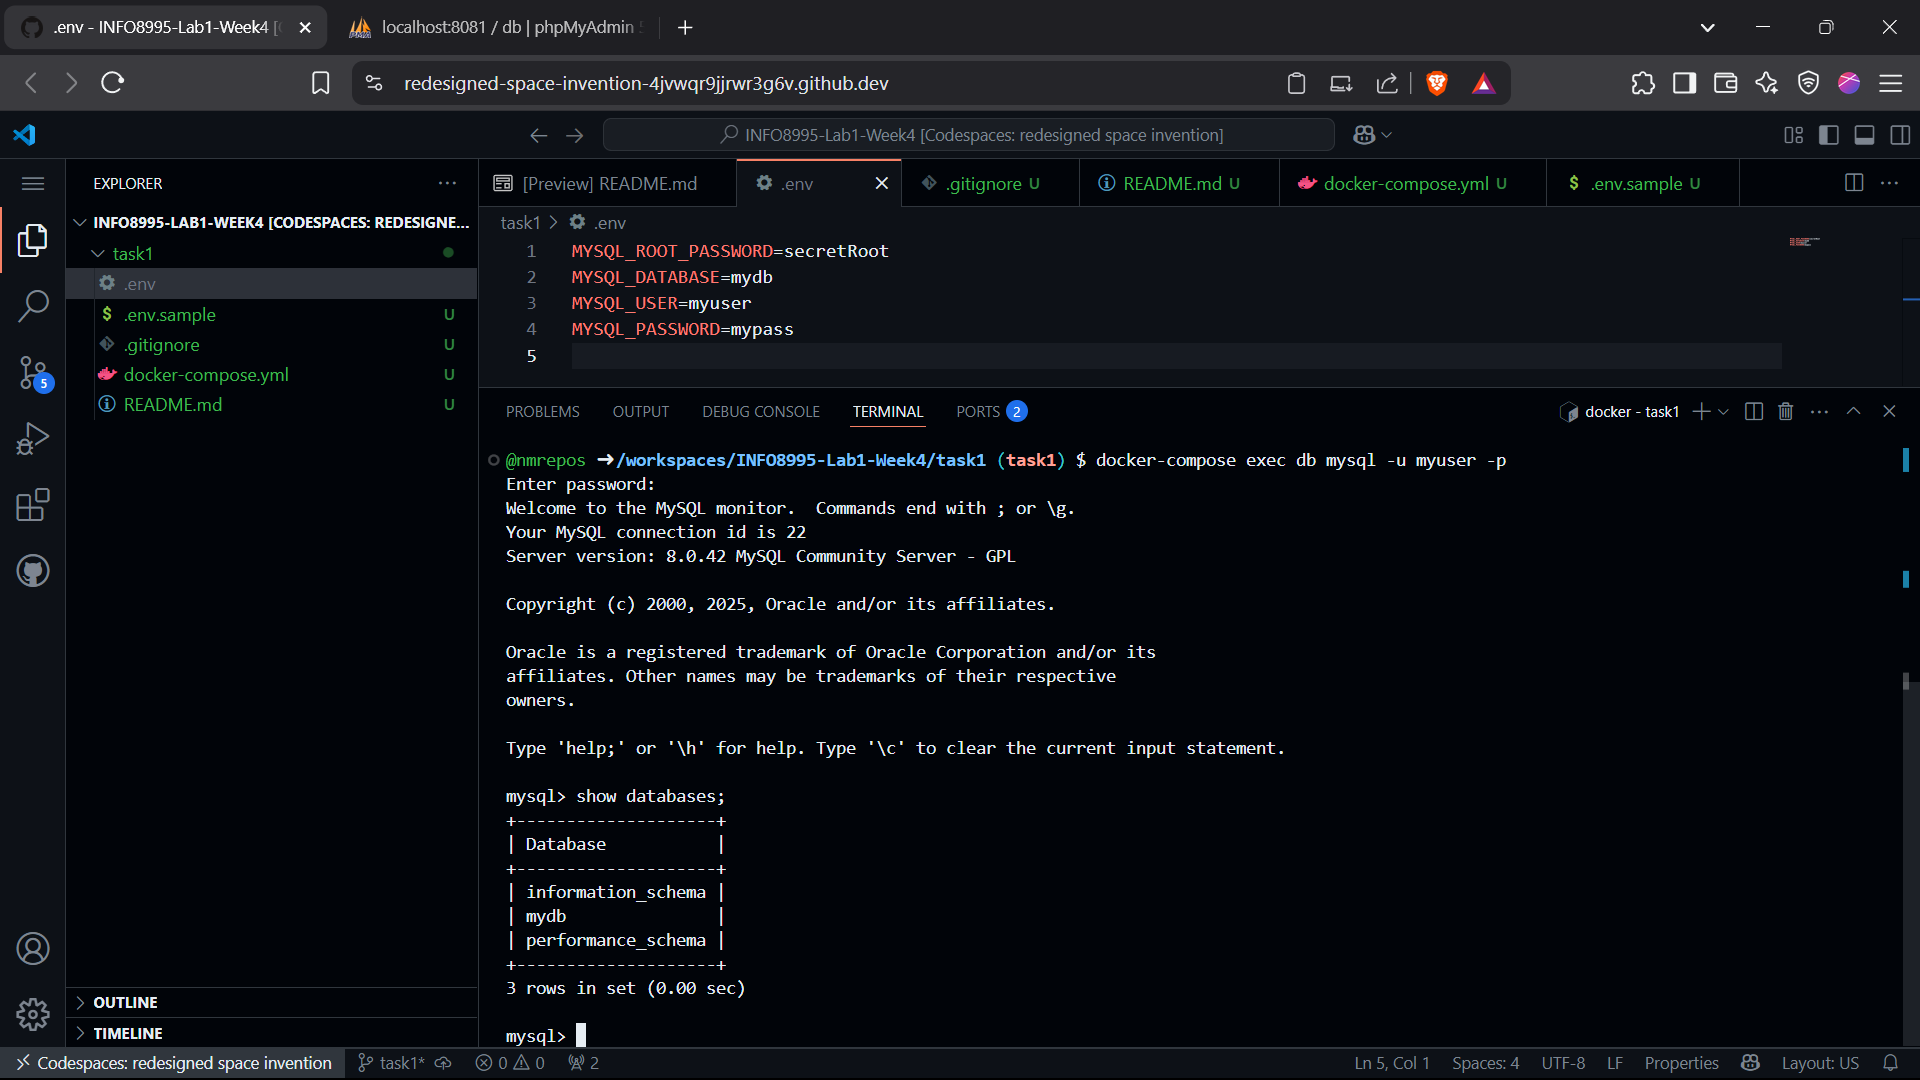 .env - INFO8995-Lab1-Week4 [
localhost:8081 / db | phpMyAdmin
redesigned-space-invention-4jvwqr9jjrwr3g6v.github.dev
INFO8995-Lab1-Week4 [Codespaces: redesigned space invention]
EXPLORER
[Preview] README.md
.env
.gitignore U
README.md U
docker-compose.yml U
$ .env.sample U
INFO8995-LAB1-WEEK4 [CODESPACES: REDESIGNE...
task1
.env
$ .env.sample U
.gitignore U
docker-compose.yml U
README.md U
5
task1 > .env
1 MYSQL_ROOT_PASSWORD=secretRoot
2 MYSQL_DATABASE=mydb
3 MYSQL_USER=myuser
4 MYSQL_PASSWORD=mypass
5
PROBLEMS OUTPUT DEBUG CONSOLE TERMINAL PORTS 2
docker - task1
@nmrepos ➜/workspaces/INFO8995-Lab1-Week4/task1 (task1) $ docker-compose exec db mysql -u myuser -p
Enter password:
Welcome to the MySQL monitor.  Commands end with ; or \g.
Your MySQL connection id is 22
Server version: 8.0.42 MySQL Community Server - GPL
Copyright (c) 2000, 2025, Oracle and/or its affiliates.
Oracle is a registered trademark of Oracle Corporation and/or its
affiliates. Other names may be trademarks of their respective
owners.
Type 'help;' or '\h' for help. Type '\c' to clear the current input statement.
mysql> show databases;
+--------------------+
| Database           |
+--------------------+
| information_schema |
| mydb               |
| performance_schema |
+--------------------+
3 rows in set (0.00 sec)
mysql>
OUTLINE
TIMELINE
Codespaces: redesigned space invention
task1*
0 0
2
Ln 5, Col 1
Spaces: 4
UTF-8
LF
Properties
Layout: US